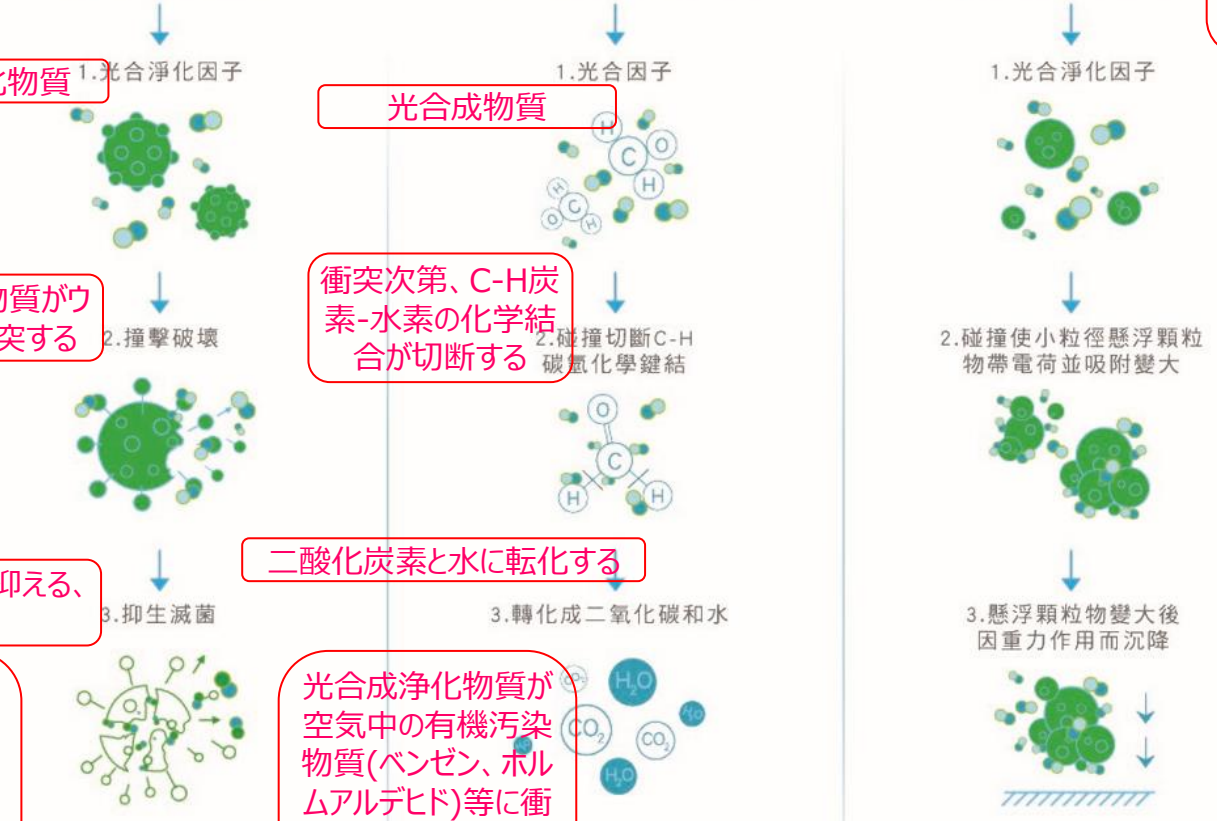 1.光合淨化因子
化物質
1.光合因子
光合成物質
1.光合淨化因子
H
C
O
H
H
C
O
H
物質がウ
突する
2.撞擊破壞
衝突次第、C-H炭
素-水素の化学結
合が切断する
2.碰撞切斷C-H
碳氫化學鍵結
2.碰撞使小粒徑懸浮顆粒
物帶電荷並吸附變大
O
C
H
H
抑える、
3.抑生滅菌
二酸化炭素と水に転化する
3.轉化成二氧化碳和水
3.懸浮顆粒物變大後
因重力作用而沉降
光合成浄化物質が
空気中の有機汚染
物質(ベンゼン、ホル
ムアルデヒド)等に衝
H₂O
H₂O
CO₂
CO₂
H₂O